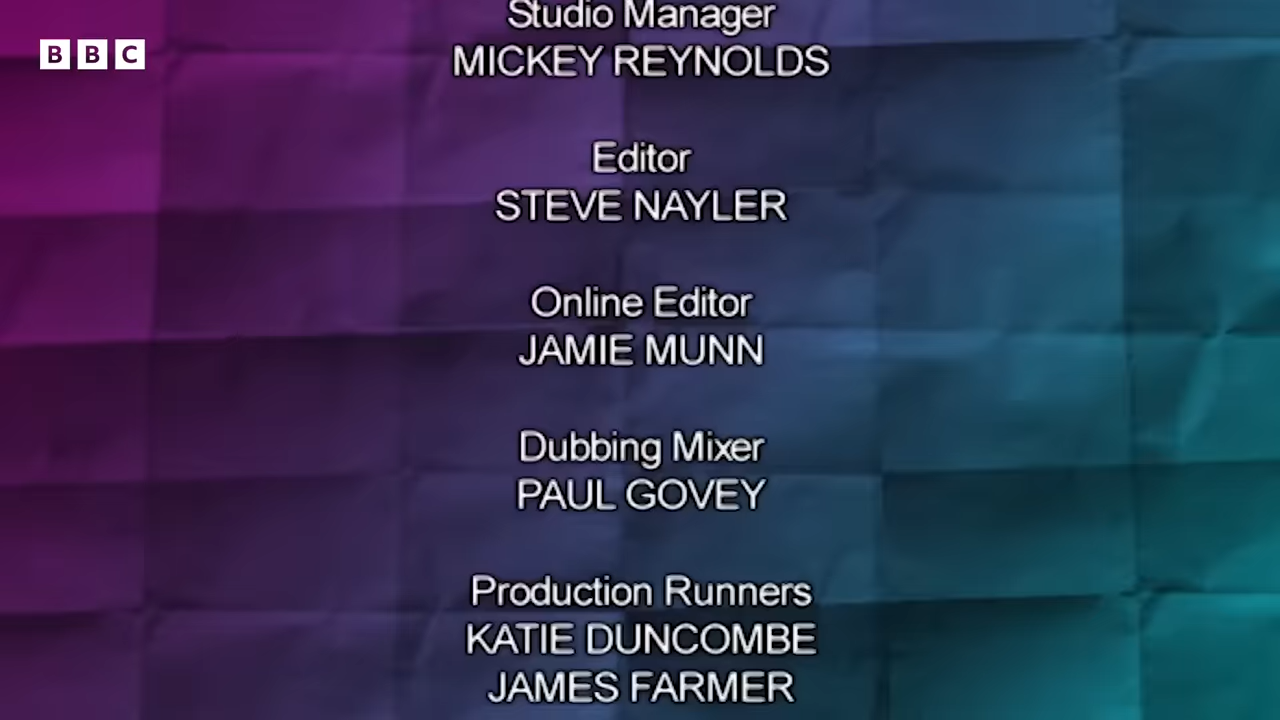 BBC
Studio Manager
MICKEY REYNOLDS
Editor
STEVE NAYLER
Online Editor
JAMIE MUNN
Dubbing Mixer
PAUL GOVEY
Production Runners
KATIE DUNCOMBE
JAMES FARMER